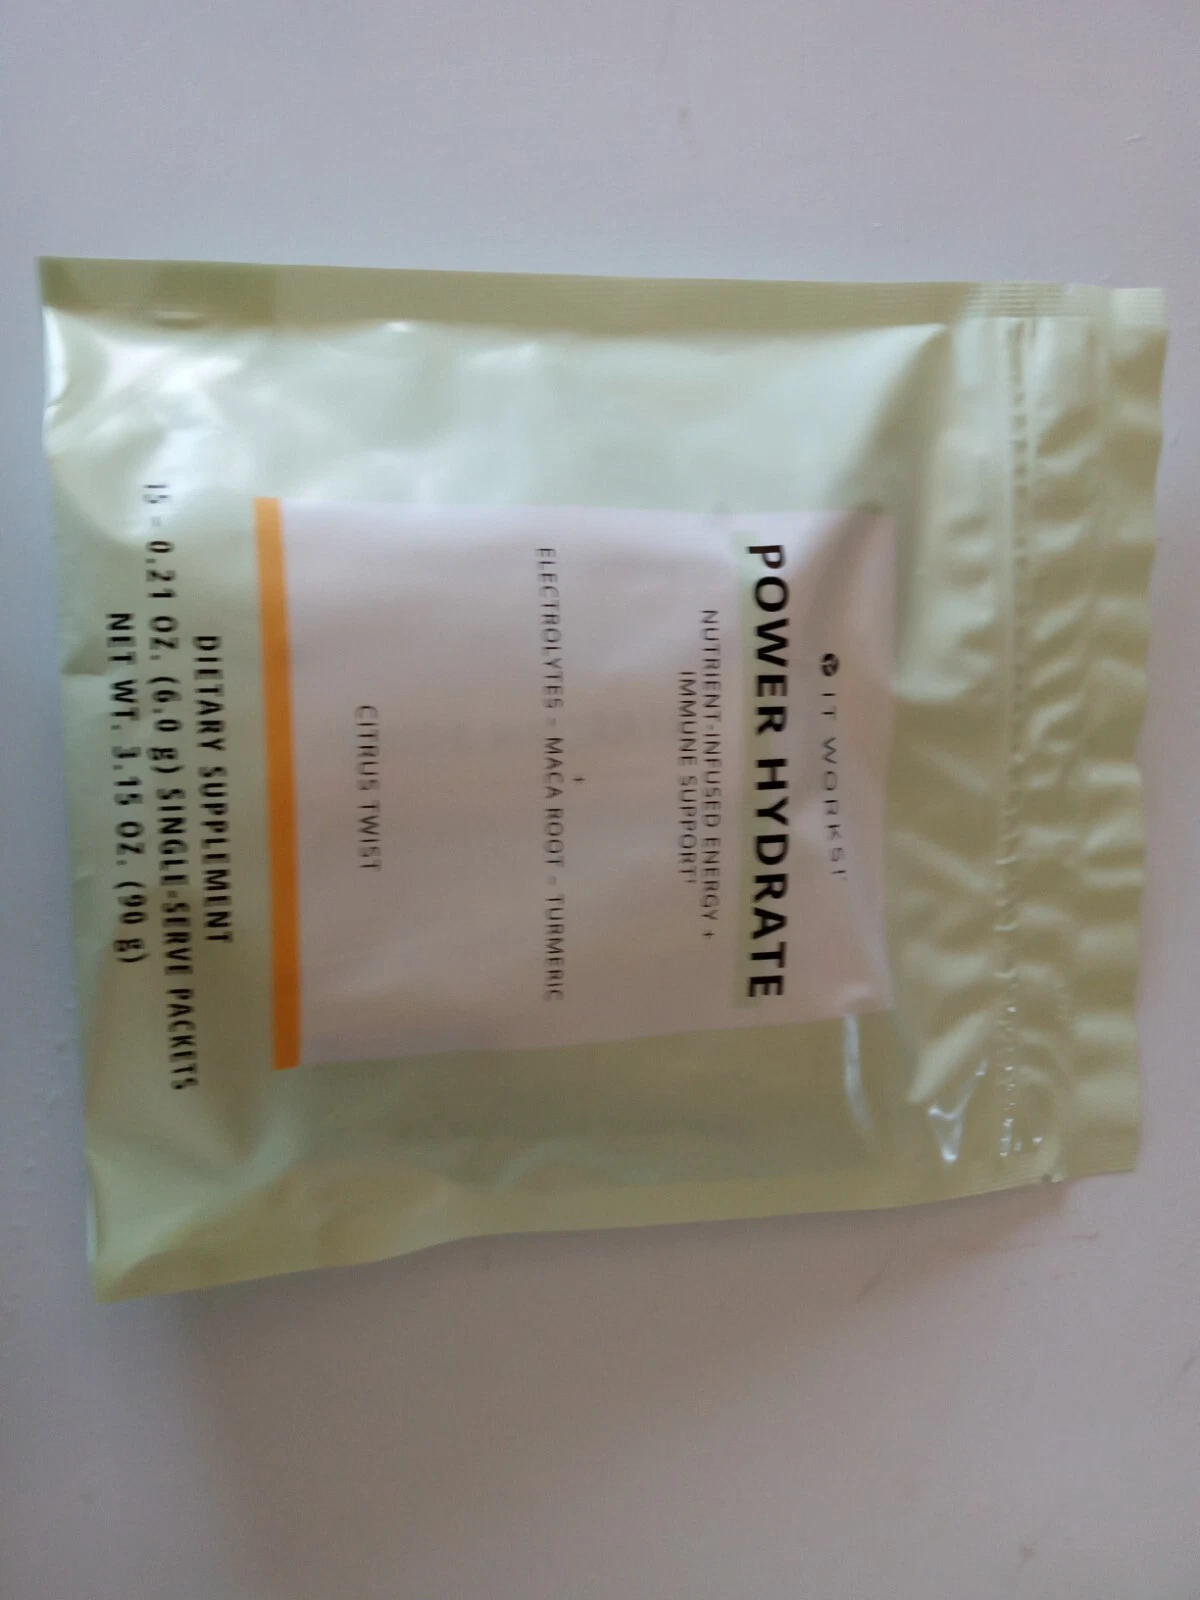 IT WORKS!
POWER HYDRATE
NUTRIENT-INFUSED ENERGY +
IMMUNE SUPPORT†
+
ELECTROLYTES - MACA ROOT - TURMERIC
CITRUS TWIST
DIETARY SUPPLEMENT
15 - 0.21 OZ. (6.0 g) SINGLE-SERVE PACKETS
NET WT. 3.15 OZ. (90 g)